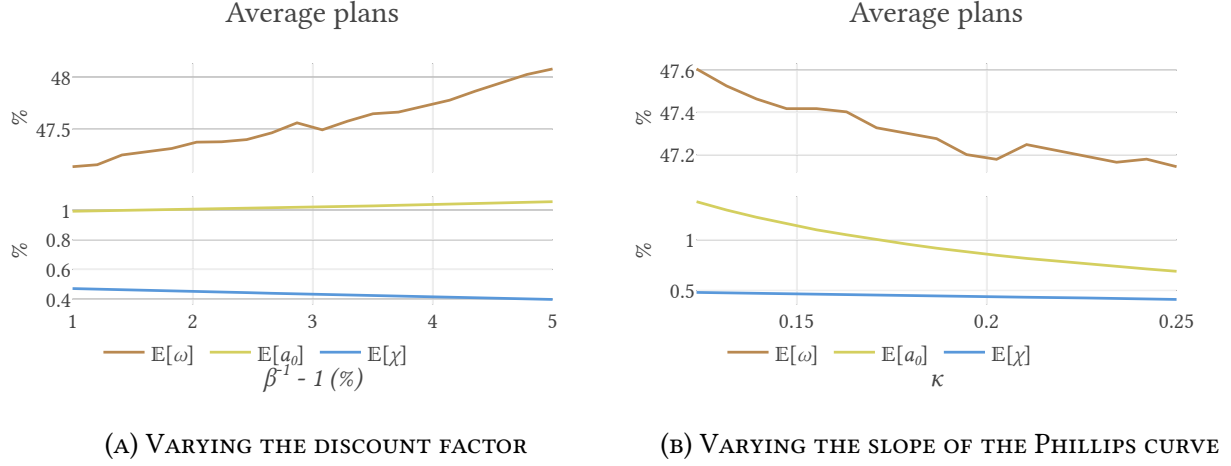 Average plans
48
47.5
%
1
0.8
0.6
0.4
%
1 2 3 4 5
𝔼[ω] 𝔼[a₀] 𝔼[χ]
β⁻¹ - 1 (%)
(A) Varying the discount factor
Average plans
47.6
47.4
47.2
%
1
0.5
%
0.15 0.2 0.25
𝔼[ω] 𝔼[a₀] 𝔼[χ]
κ
(B) Varying the slope of the Phillips curve